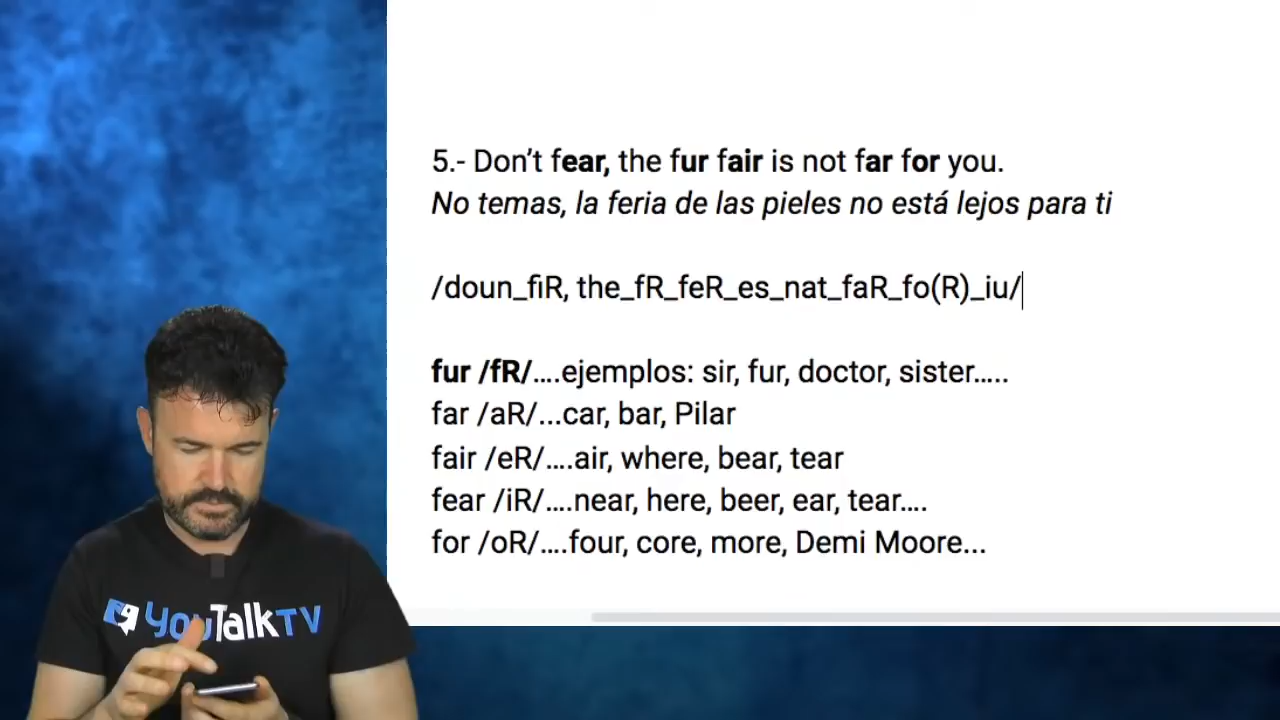 5.- Don’t fear, the fur fair is not far for you.
No temas, la feria de las pieles no está lejos para ti
/doun_fiR, the_fR_feR_es_nat_faR_fo(R)_iu/
fur /fR/….ejemplos: sir, fur, doctor, sister…..
far /aR/...car, bar, Pilar
fair /eR/….air, where, bear, tear
fear /iR/….near, here, beer, ear, tear….
for /oR/….four, core, more, Demi Moore...
YouTalkTV